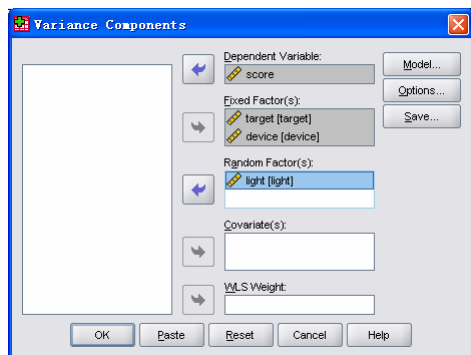 Variance Components
Dependent Variable:
score
Model...
Options...
Save...
Fixed Factor(s):
target [target]
device [device]
Random Factor(s):
light [light]
Covariate(s):
WLS Weight:
OK
Paste
Reset
Cancel
Help